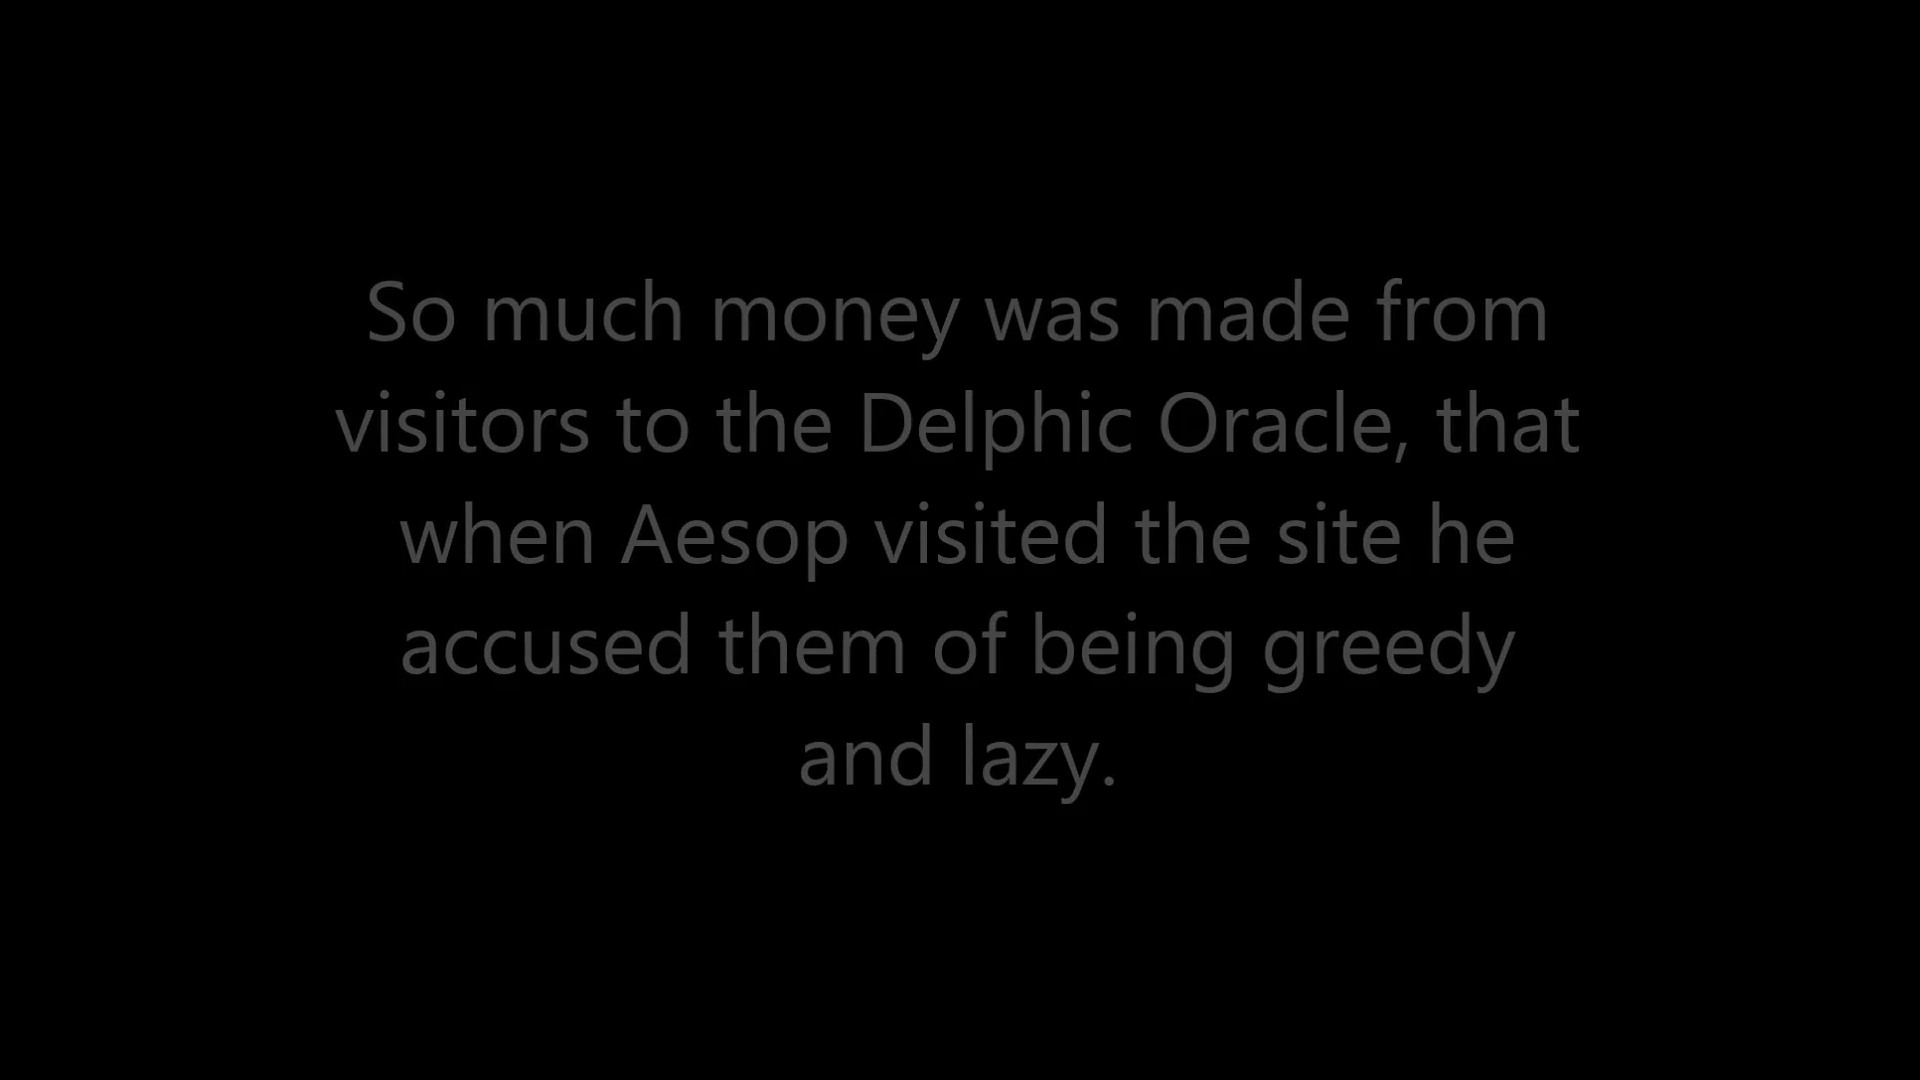 So much money was made from
visitors to the Delphic Oracle, that
when Aesop visited the site he
accused them of being greedy
and lazy.